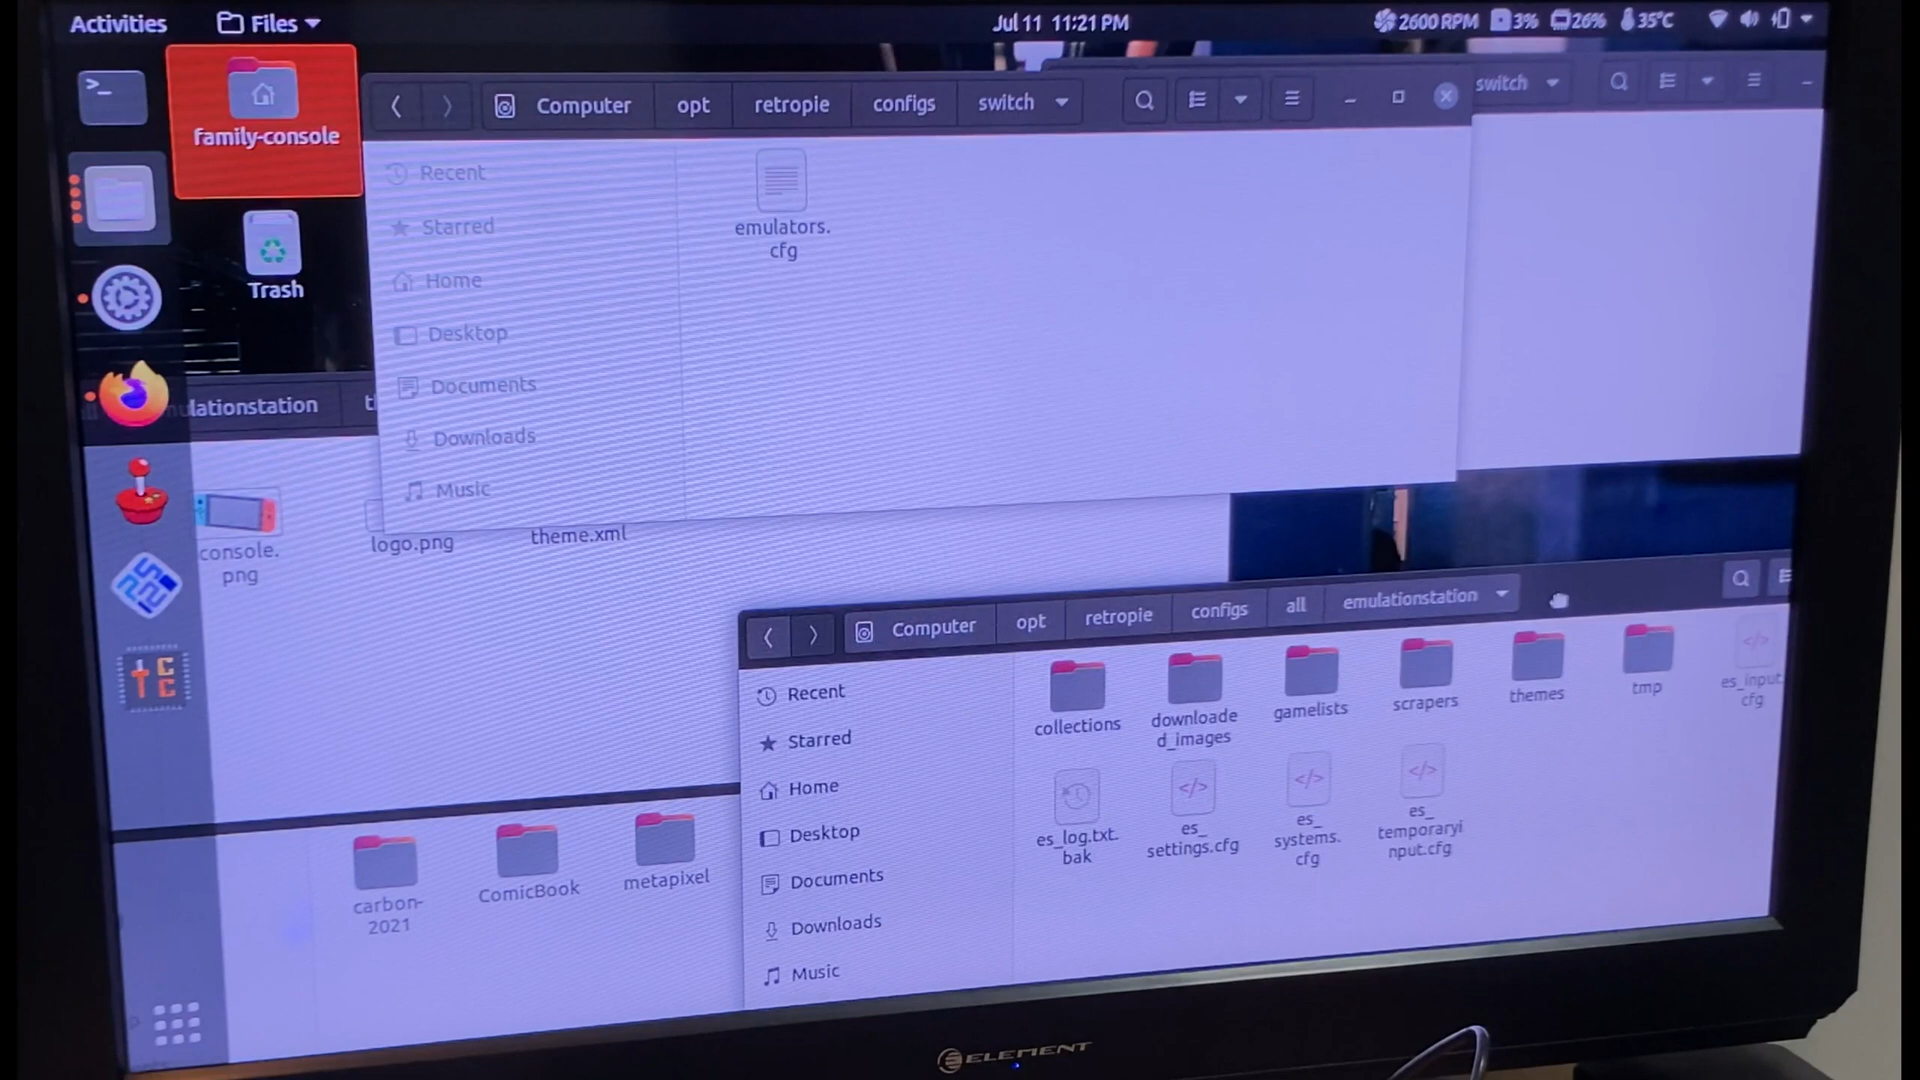 Activities
Files
Jul 11 11:21 PM
2600 RPM 3% 26% 35°C
family-console
Trash
Computer opt retropie configs switch
Recent
Starred
Home
Desktop
Documents
Downloads
Music
emulators.
cfg
switch
ulationstation
console.
png
logo.png
theme.xml
carbon-
2021
ComicBook
metapixel
Computer opt retropie configs all emulationstation
Recent
Starred
Home
Desktop
Documents
Downloads
Music
collections
downloade
d_images
gamelists
scrapers
themes
tmp
es_input.
cfg
es_log.txt.
bak
es_
settings.cfg
es_
systems.
cfg
es_
temporaryi
nput.cfg
ELEMENT